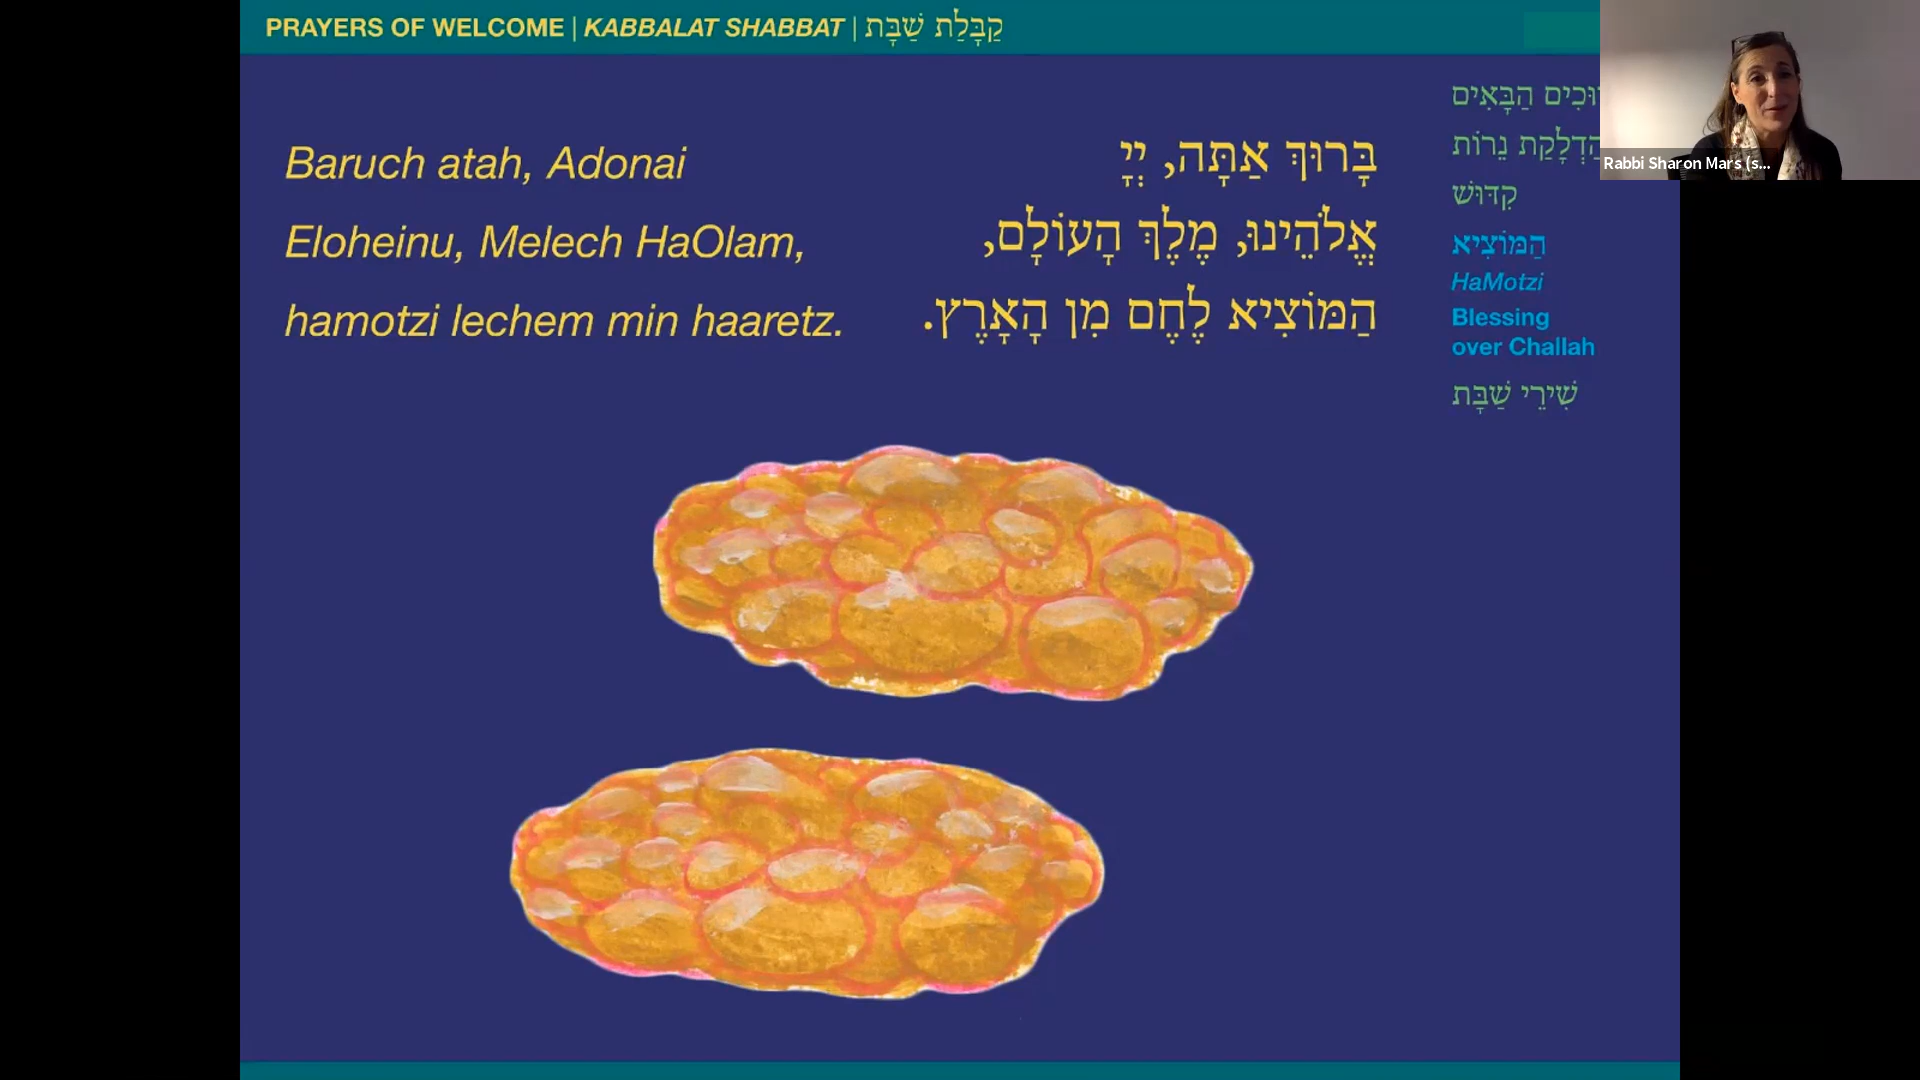 PRAYERS OF WELCOME | KABBALAT SHABBAT | קַבָּלַת שַׁבָּת
Baruch atah, Adonai
Eloheinu, Melech HaOlam,
hamotzi lechem min haaretz.
בָּרוּךְ אַתָּה, יְיָ
אֱלֹהֵינוּ, מֶלֶךְ הָעוֹלָם,
הַמּוֹצִיא לֶחֶם מִן הָאָרֶץ.
הַבָּאִים
הַדְלָקַת נֵרוֹת
קִדּוּשׁ
הַמּוֹצִיא
HaMotzi
Blessing
over Challah
שִׁירֵי שַׁבָּת
Rabbi Sharon Mars (s...